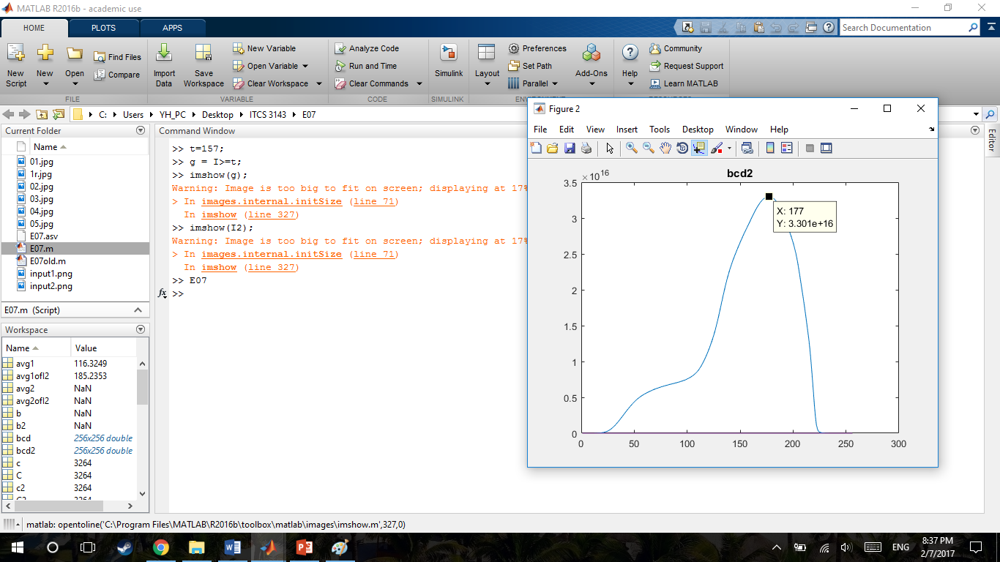 MATLAB R2016b - academic use
HOME PLOTS APPS
Search Documentation
New Script
New
Open
Find Files
Compare
Import Data
Save Workspace
New Variable
Open Variable
Clear Workspace
Analyze Code
Run and Time
Clear Commands
Simulink
Layout
Preferences
Set Path
Parallel
Add-Ons
Help
Community
Request Support
Learn MATLAB
FILE VARIABLE CODE SIMULINK
C: Users YH_PC Desktop ITCS 3143 E07
Current Folder
Name
01.jpg
1r.jpg
02.jpg
03.jpg
04.jpg
05.jpg
E07.asv
E07.m
E07old.m
input1.png
input2.png
E07.m (Script)
Workspace
Name Value
avg1 116.3249
avg1ofI2 185.2353
avg2 NaN
avg2ofI2 NaN
b NaN
b2 NaN
bcd 256x256 double
bcd2 256x256 double
c 3264
C 3264
c2 3264
Command Window
>> t=157;
>> g = I>=t;
>> imshow(g);
Warning: Image is too big to fit on screen; displaying at 17%
> In images.internal.initSize (line 71)
In imshow (line 327)
>> imshow(I2);
Warning: Image is too big to fit on screen; displaying at 17%
> In images.internal.initSize (line 71)
In imshow (line 327)
>> E07
fx >>
Editor
Figure 2
File Edit View Insert Tools Desktop Window Help
bcd2
× 10^16
3.5
3
2.5
2
1.5
1
0.5
0
0 50 100 150 200 250 300
X: 177
Y: 3.301e+16
matlab: opentoline('C:\Program Files\MATLAB\R2016b\toolbox\matlab\images\imshow.m',327,0)
ENG
8:37 PM
2/7/2017